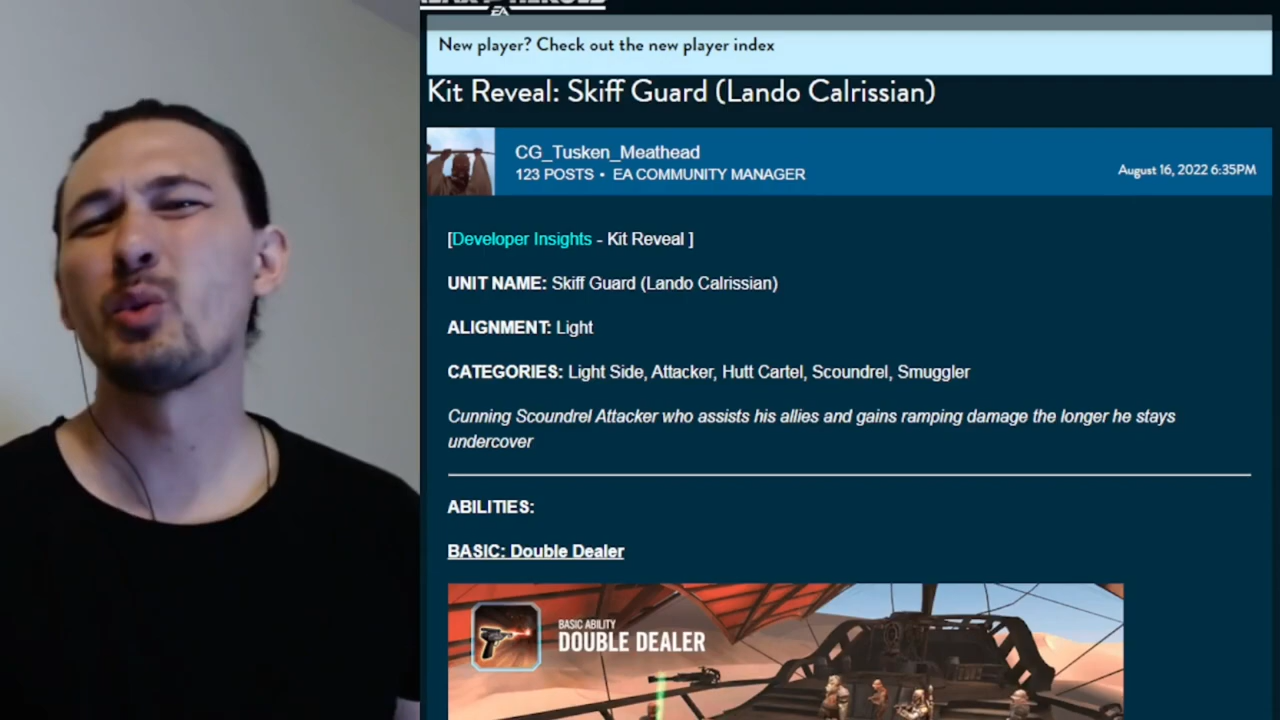 EA
New player? Check out the new player index
Kit Reveal: Skiff Guard (Lando Calrissian)
CG_Tusken_Meathead
123 POSTS • EA COMMUNITY MANAGER
August 16, 2022 6:35PM
[Developer Insights - Kit Reveal ]
UNIT NAME: Skiff Guard (Lando Calrissian)
ALIGNMENT: Light
CATEGORIES: Light Side, Attacker, Hutt Cartel, Scoundrel, Smuggler
Cunning Scoundrel Attacker who assists his allies and gains ramping damage the longer he stays
undercover
ABILITIES:
BASIC: Double Dealer
BASIC ABILITY
DOUBLE DEALER